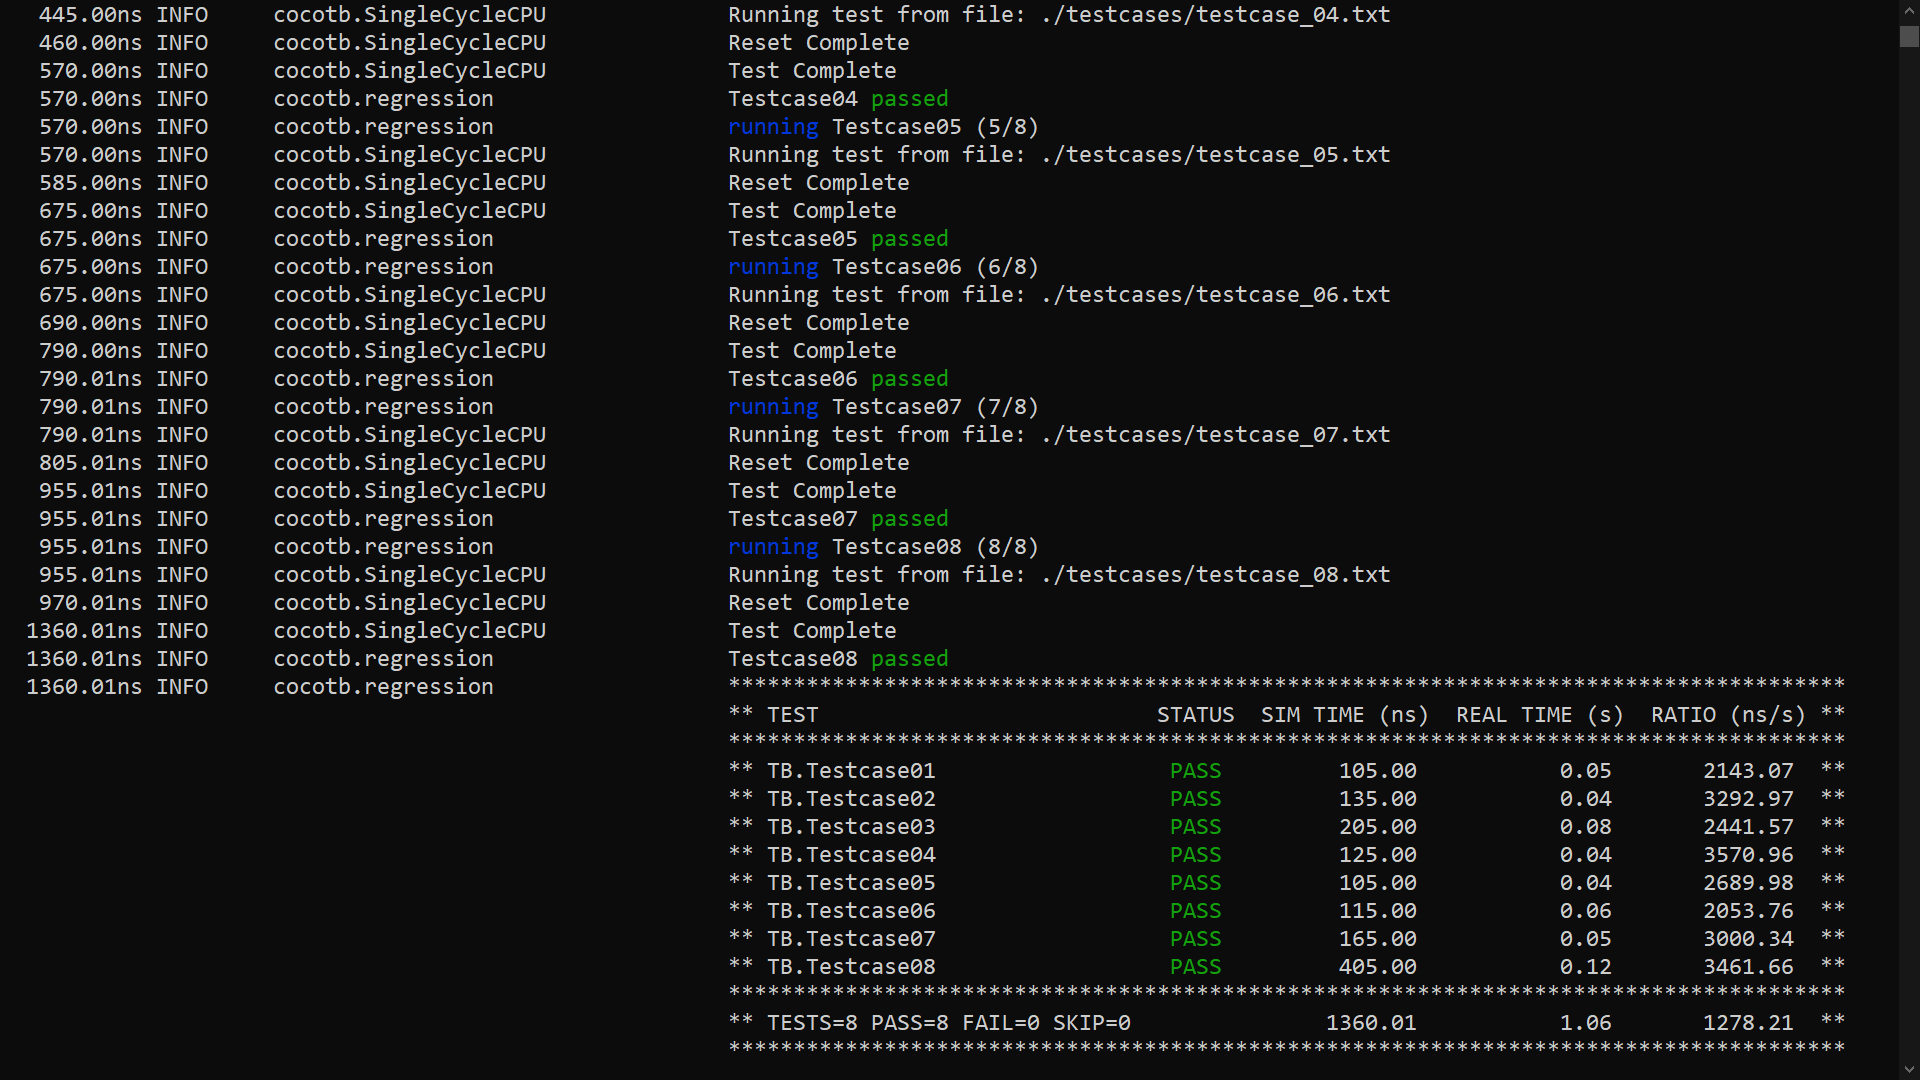 445.00ns INFO     cocotb.SingleCycleCPU              Running test from file: ./testcases/testcase_04.txt
460.00ns INFO     cocotb.SingleCycleCPU              Reset Complete
570.00ns INFO     cocotb.SingleCycleCPU              Test Complete
570.00ns INFO     cocotb.regression                  Testcase04 passed
570.00ns INFO     cocotb.regression                  running Testcase05 (5/8)
570.00ns INFO     cocotb.SingleCycleCPU              Running test from file: ./testcases/testcase_05.txt
585.00ns INFO     cocotb.SingleCycleCPU              Reset Complete
675.00ns INFO     cocotb.SingleCycleCPU              Test Complete
675.00ns INFO     cocotb.regression                  Testcase05 passed
675.00ns INFO     cocotb.regression                  running Testcase06 (6/8)
675.00ns INFO     cocotb.SingleCycleCPU              Running test from file: ./testcases/testcase_06.txt
690.00ns INFO     cocotb.SingleCycleCPU              Reset Complete
790.00ns INFO     cocotb.SingleCycleCPU              Test Complete
790.01ns INFO     cocotb.regression                  Testcase06 passed
790.01ns INFO     cocotb.regression                  running Testcase07 (7/8)
790.01ns INFO     cocotb.SingleCycleCPU              Running test from file: ./testcases/testcase_07.txt
805.01ns INFO     cocotb.SingleCycleCPU              Reset Complete
955.01ns INFO     cocotb.SingleCycleCPU              Test Complete
955.01ns INFO     cocotb.regression                  Testcase07 passed
955.01ns INFO     cocotb.regression                  running Testcase08 (8/8)
955.01ns INFO     cocotb.SingleCycleCPU              Running test from file: ./testcases/testcase_08.txt
970.01ns INFO     cocotb.SingleCycleCPU              Reset Complete
1360.01ns INFO     cocotb.SingleCycleCPU              Test Complete
1360.01ns INFO     cocotb.regression                  Testcase08 passed
1360.01ns INFO     cocotb.regression                  **************************************************************************************
** TEST                          STATUS  SIM TIME (ns)  REAL TIME (s)  RATIO (ns/s) **
**************************************************************************************
** TB.Testcase01                  PASS         105.00           0.05       2143.07  **
** TB.Testcase02                  PASS         135.00           0.04       3292.97  **
** TB.Testcase03                  PASS         205.00           0.08       2441.57  **
** TB.Testcase04                  PASS         125.00           0.04       3570.96  **
** TB.Testcase05                  PASS         105.00           0.04       2689.98  **
** TB.Testcase06                  PASS         115.00           0.06       2053.76  **
** TB.Testcase07                  PASS         165.00           0.05       3000.34  **
** TB.Testcase08                  PASS         405.00           0.12       3461.66  **
**************************************************************************************
** TESTS=8 PASS=8 FAIL=0 SKIP=0               1360.01           1.06       1278.21  **
**************************************************************************************